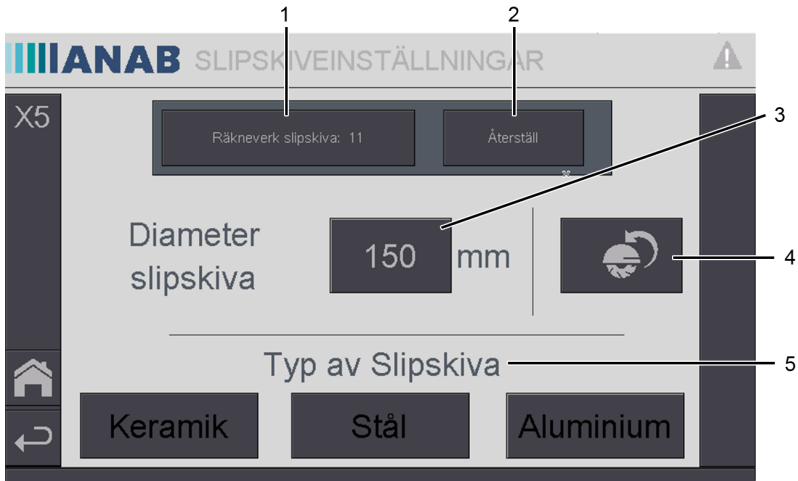 1
2
ANAB SLIPSKIVEINSTÄLLNINGAR
X5
3
Räkneverk slipskiva: 11
Återställ
Diameter
slipskiva
150 mm
4
Typ av Slipskiva
5
Keramik
Stål
Aluminium